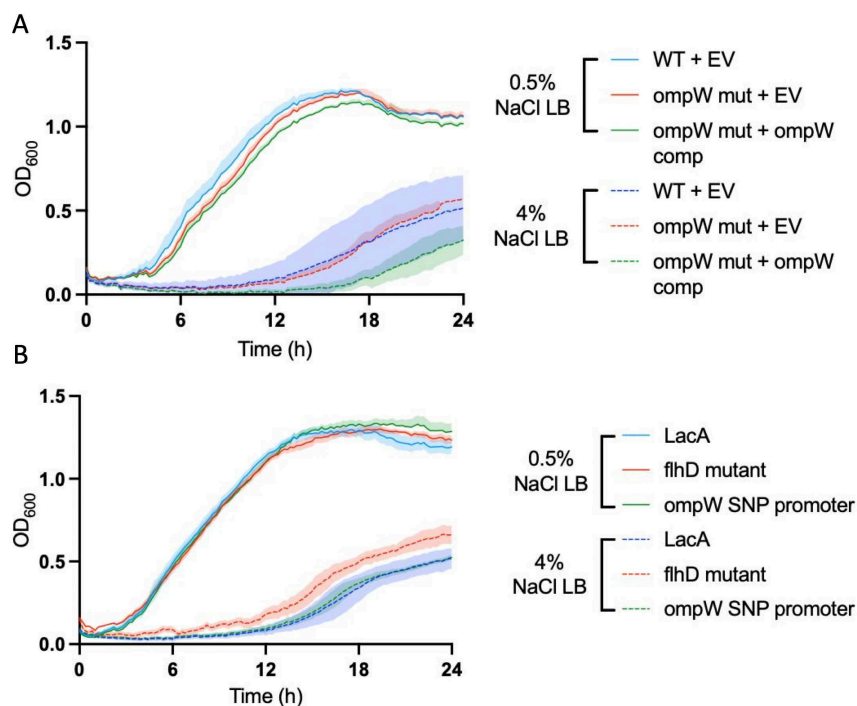 A
1.5
1.0
0.5
0.0
OD600
0 6 12 18 24
Time (h)
0.5%
NaCl LB
WT + EV
ompW mut + EV
ompW mut + ompW
comp
4%
NaCl LB
WT + EV
ompW mut + EV
ompW mut + ompW
comp
B
1.5
1.0
0.5
0.0
OD600
0 6 12 18 24
Time (h)
0.5%
NaCl LB
LacA
flhD mutant
ompW SNP promoter
4%
NaCl LB
LacA
flhD mutant
ompW SNP promoter